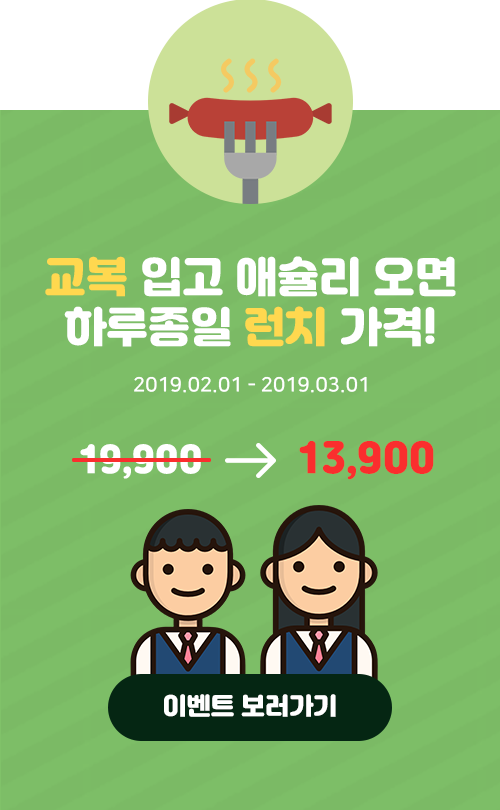 교복 입고 애슐리 오면
하루종일 런치 가격!
2019.02.01 - 2019.03.01
19,900 → 13,900
이벤트 보러가기